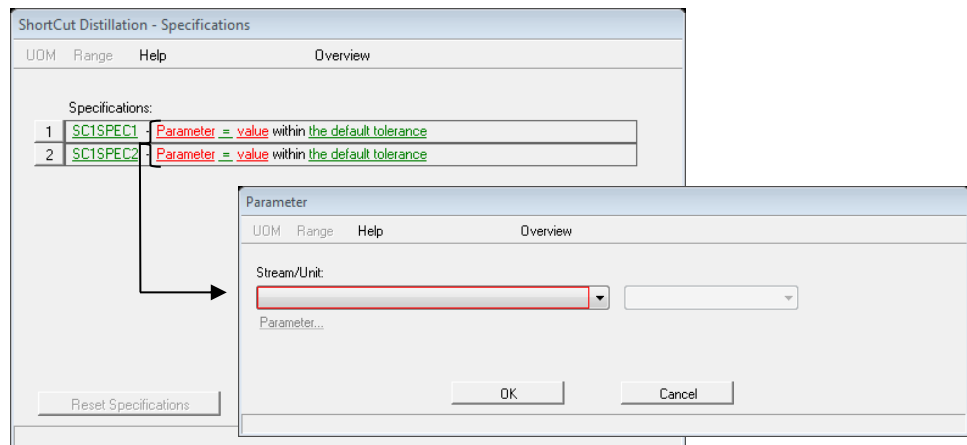 ShortCut Distillation - Specifications
UOM Range Help Overview
Specifications:
1 SC1SPEC1 - Parameter = value within the default tolerance
2 SC1SPEC2 - Parameter = value within the default tolerance
Parameter
UOM Range Help Overview
Stream/Unit:
Parameter...
OK Cancel
Reset Specifications